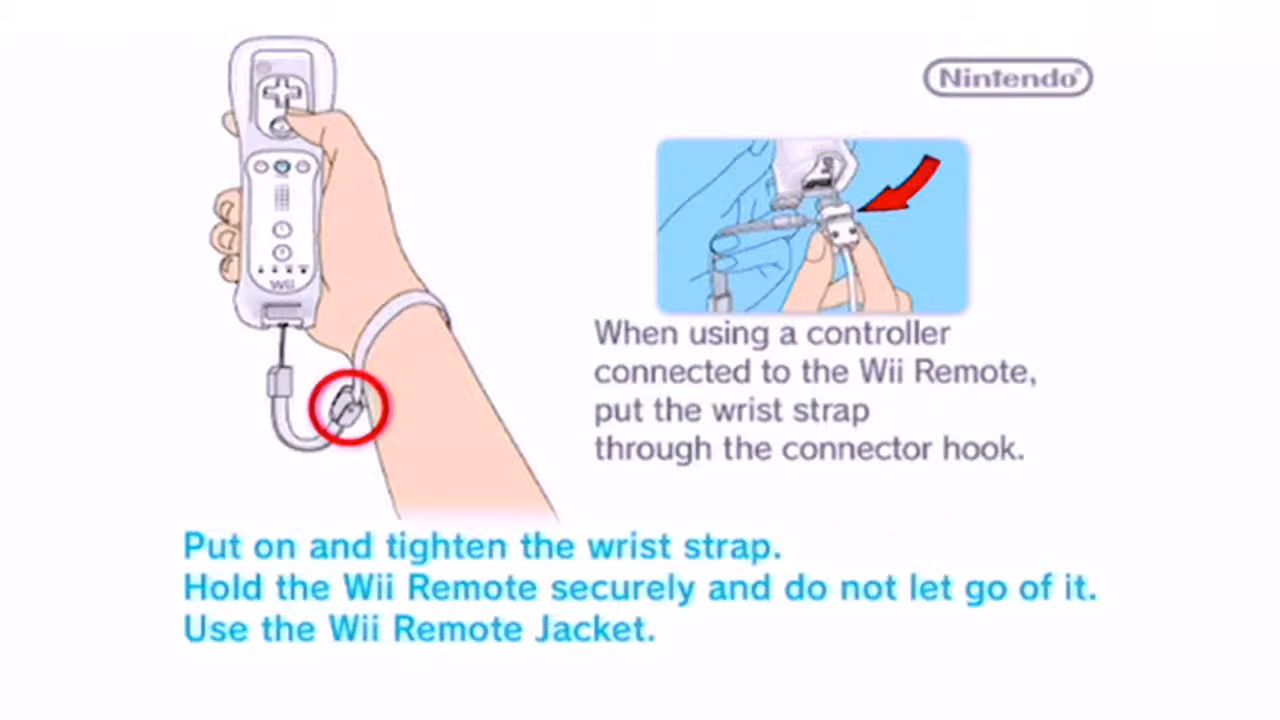 Nintendo®
Wii
When using a controller
connected to the Wii Remote,
put the wrist strap
through the connector hook.
Put on and tighten the wrist strap.
Hold the Wii Remote securely and do not let go of it.
Use the Wii Remote Jacket.